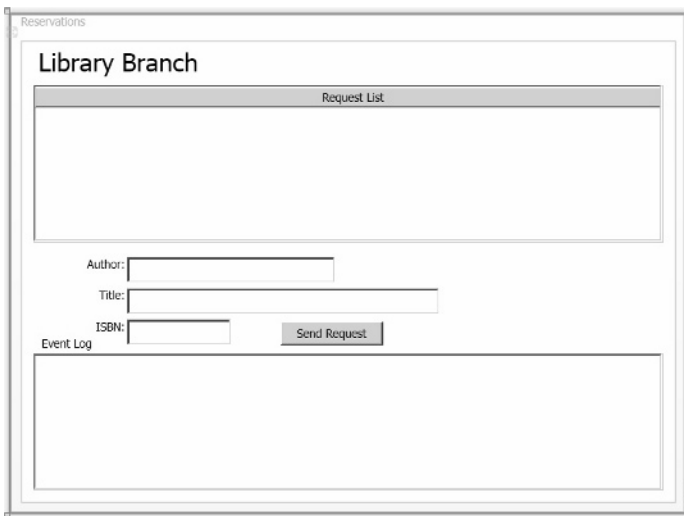 Reservations
Library Branch
Request List
Author:
Title:
ISBN:
Send Request
Event Log